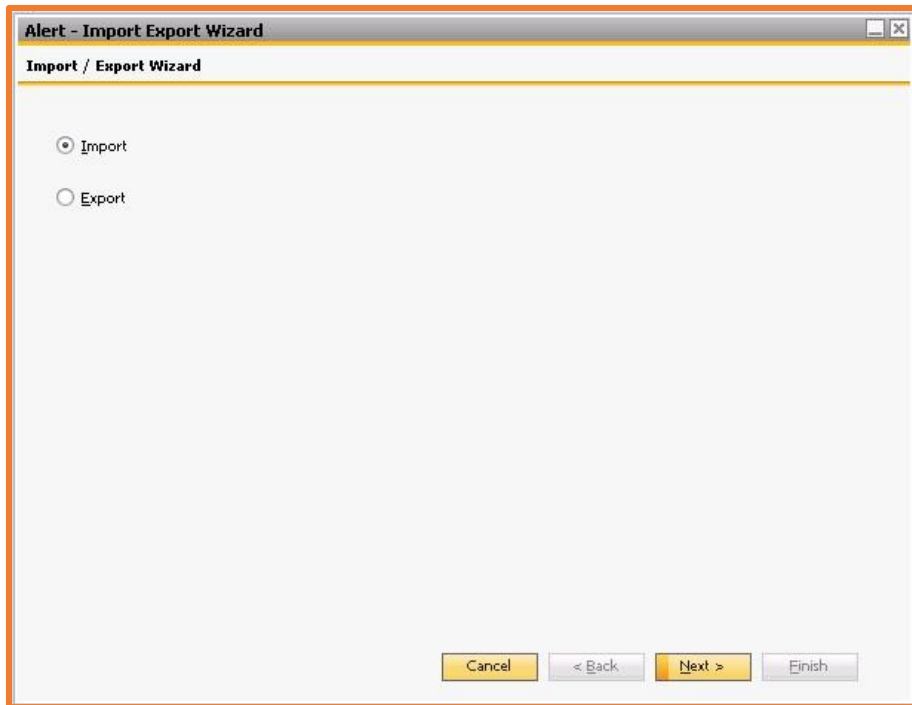 Alert - Import Export Wizard
Import / Export Wizard
Import
Export
Cancel < Back Next > Finish